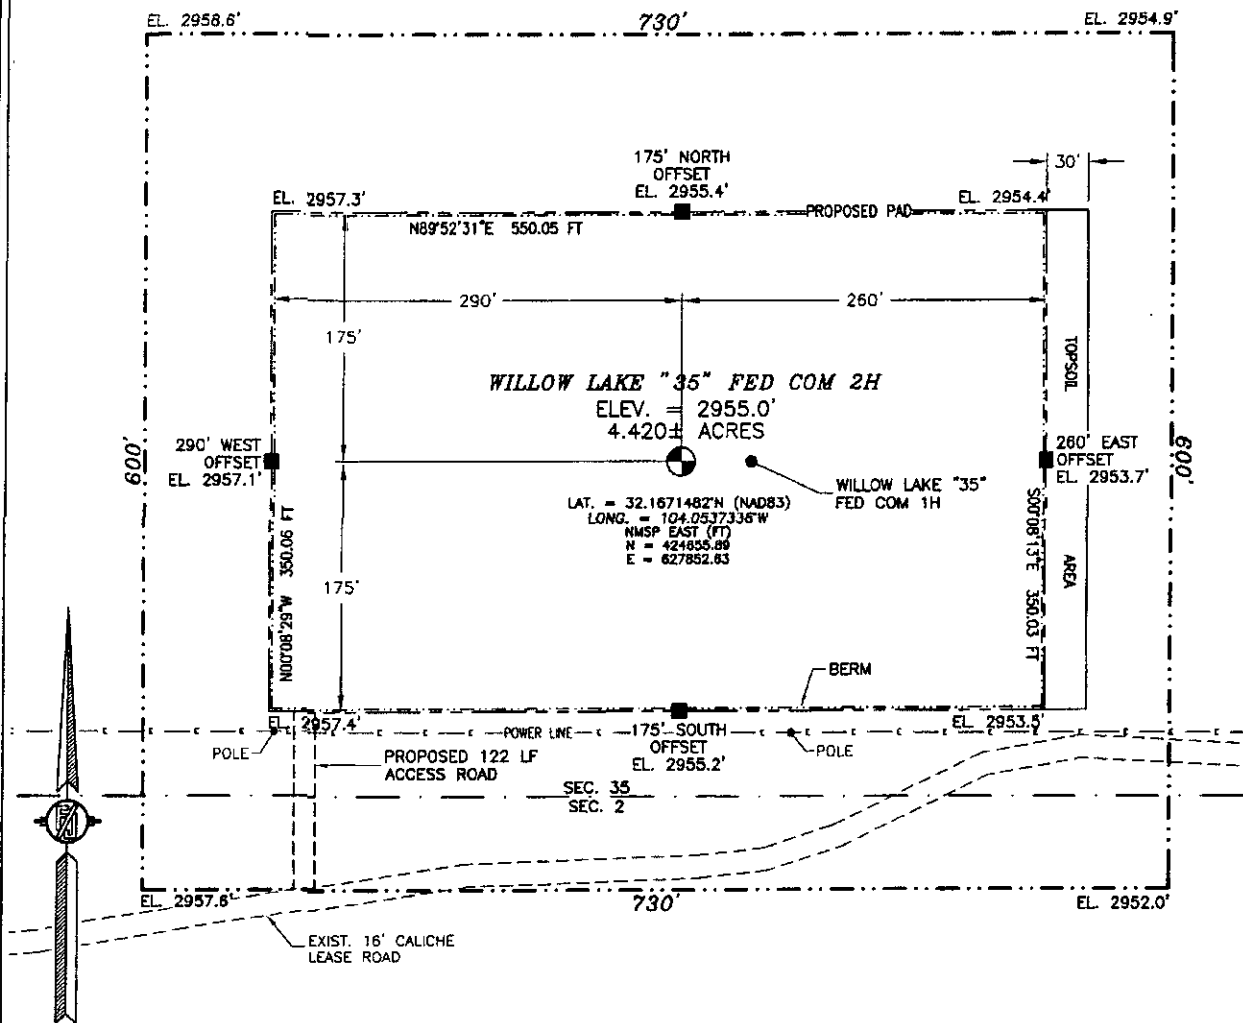 EL. 2958.6'
730'
EL. 2954.9'
175' NORTH
OFFSET
EL. 2955.4'
30'
EL. 2957.3'
EL. 2954.4'
PROPOSED PAD
N89°52'31"E 550.05 FT
290'
260'
175'
TOPSOIL
AREA
WILLOW LAKE "35" FED COM 2H
ELEV. = 2955.0'
4.420± ACRES
600'
290' WEST
OFFSET
EL. 2957.1'
260' EAST
OFFSET
EL. 2953.7'
600'
WILLOW LAKE "35"
FED COM 1H
LAT. = 32.1671482°N (NAD83)
LONG. = 104.0537336°W
NMSP EAST (FT)
N = 424655.89
E = 627852.63
N00°08'29"W 350.06 FT
175'
S00°08'13"E 350.03 FT
BERM
EL. 2957.4'
EL. 2953.5'
POWER LINE
175' SOUTH
OFFSET
EL. 2955.2'
POLE
POLE
PROPOSED 122 LF
ACCESS ROAD
SEC. 35
SEC. 2
EL. 2957.6'
730'
EL. 2952.0'
EXIST. 16' CALICHE
LEASE ROAD